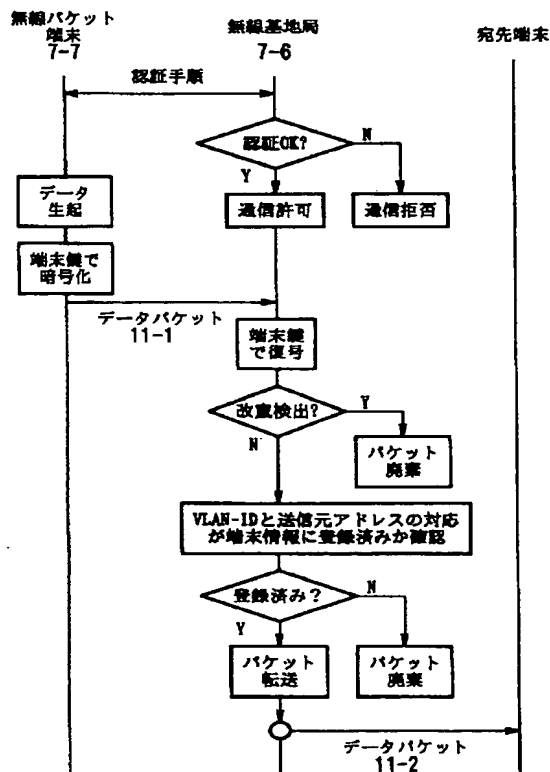 無線パケット
端末
7-7
無線基地局
7-6
宛先端末
認証手順
認証OK?
N
Y
データ
生起
通信許可
通信拒否
端末鍵で
暗号化
データパケット
11-1
端末鍵
で復号
改竄検出?
Y
N
パケット
廃棄
VLAN-IDと送信元アドレスの対応
が端末情報に登録済みか確認
登録済み?
N
Y
パケット
転送
パケット
廃棄
データパケット
11-2